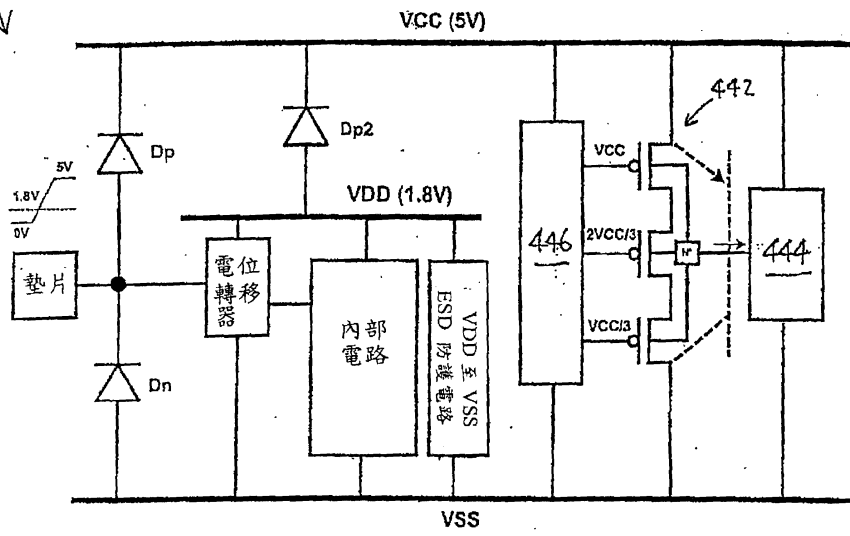 VCC (5V)
442
Dp
Dp2
VCC
5V
1.8V
0V
VDD (1.8V)
446
2VCC/3
N+
444
墊片
電位
轉移
器
內部
電路
VDD 至 VSS
ESD 防護電路
VCC/3
Dn
VSS